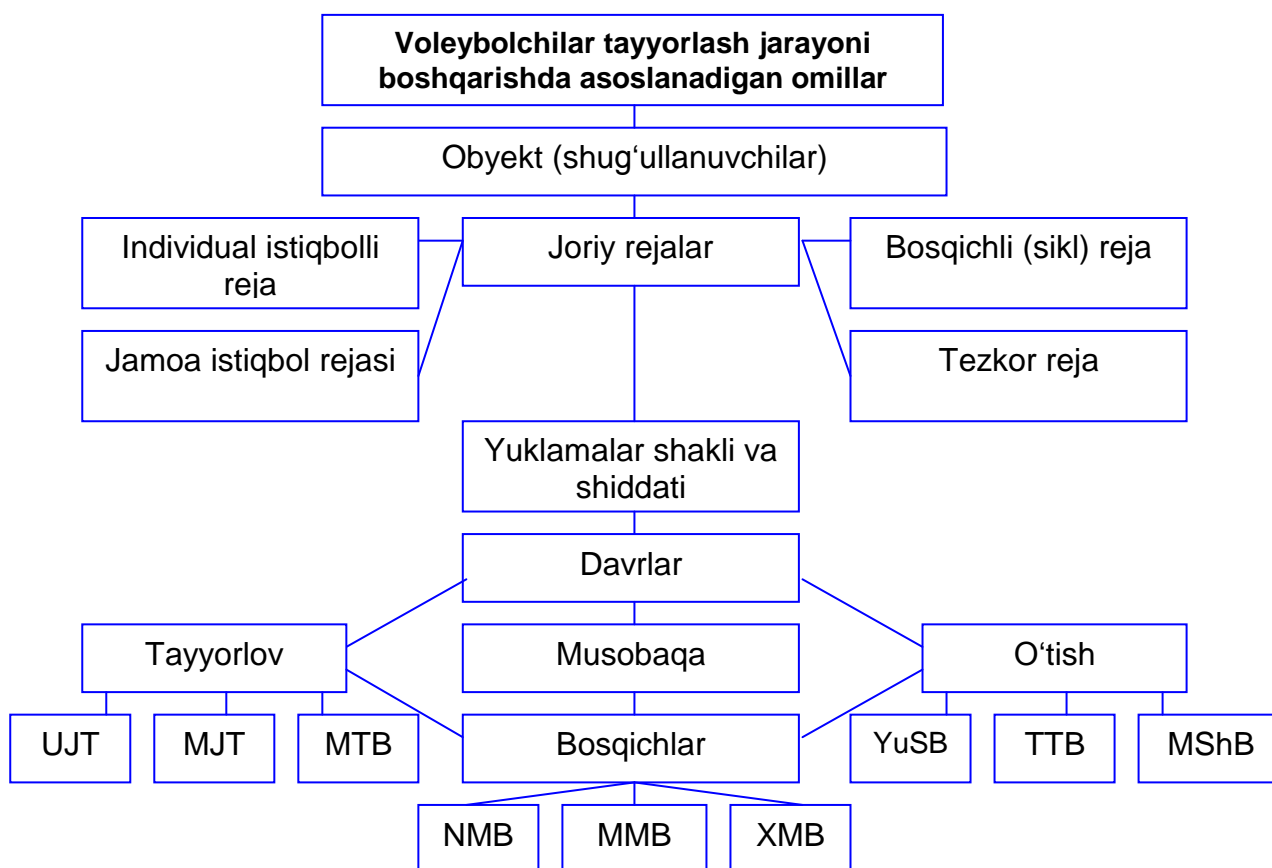 Voleybolchilar tayyorlash jarayoni
boshqarishda asoslanadigan omillar
Obyekt (shug‘ullanuvchilar)
Individual istiqbolli
reja
Joriy rejalar
Bosqichli (sikl) reja
Jamoa istiqbol rejasi
Tezkor reja
Yuklamalar shakli va
shiddati
Davrlar
Tayyorlov
Musobaqa
O‘tish
UJT
MJT
MTB
Bosqichlar
YuSB
TTB
MShB
NMB
MMB
XMB